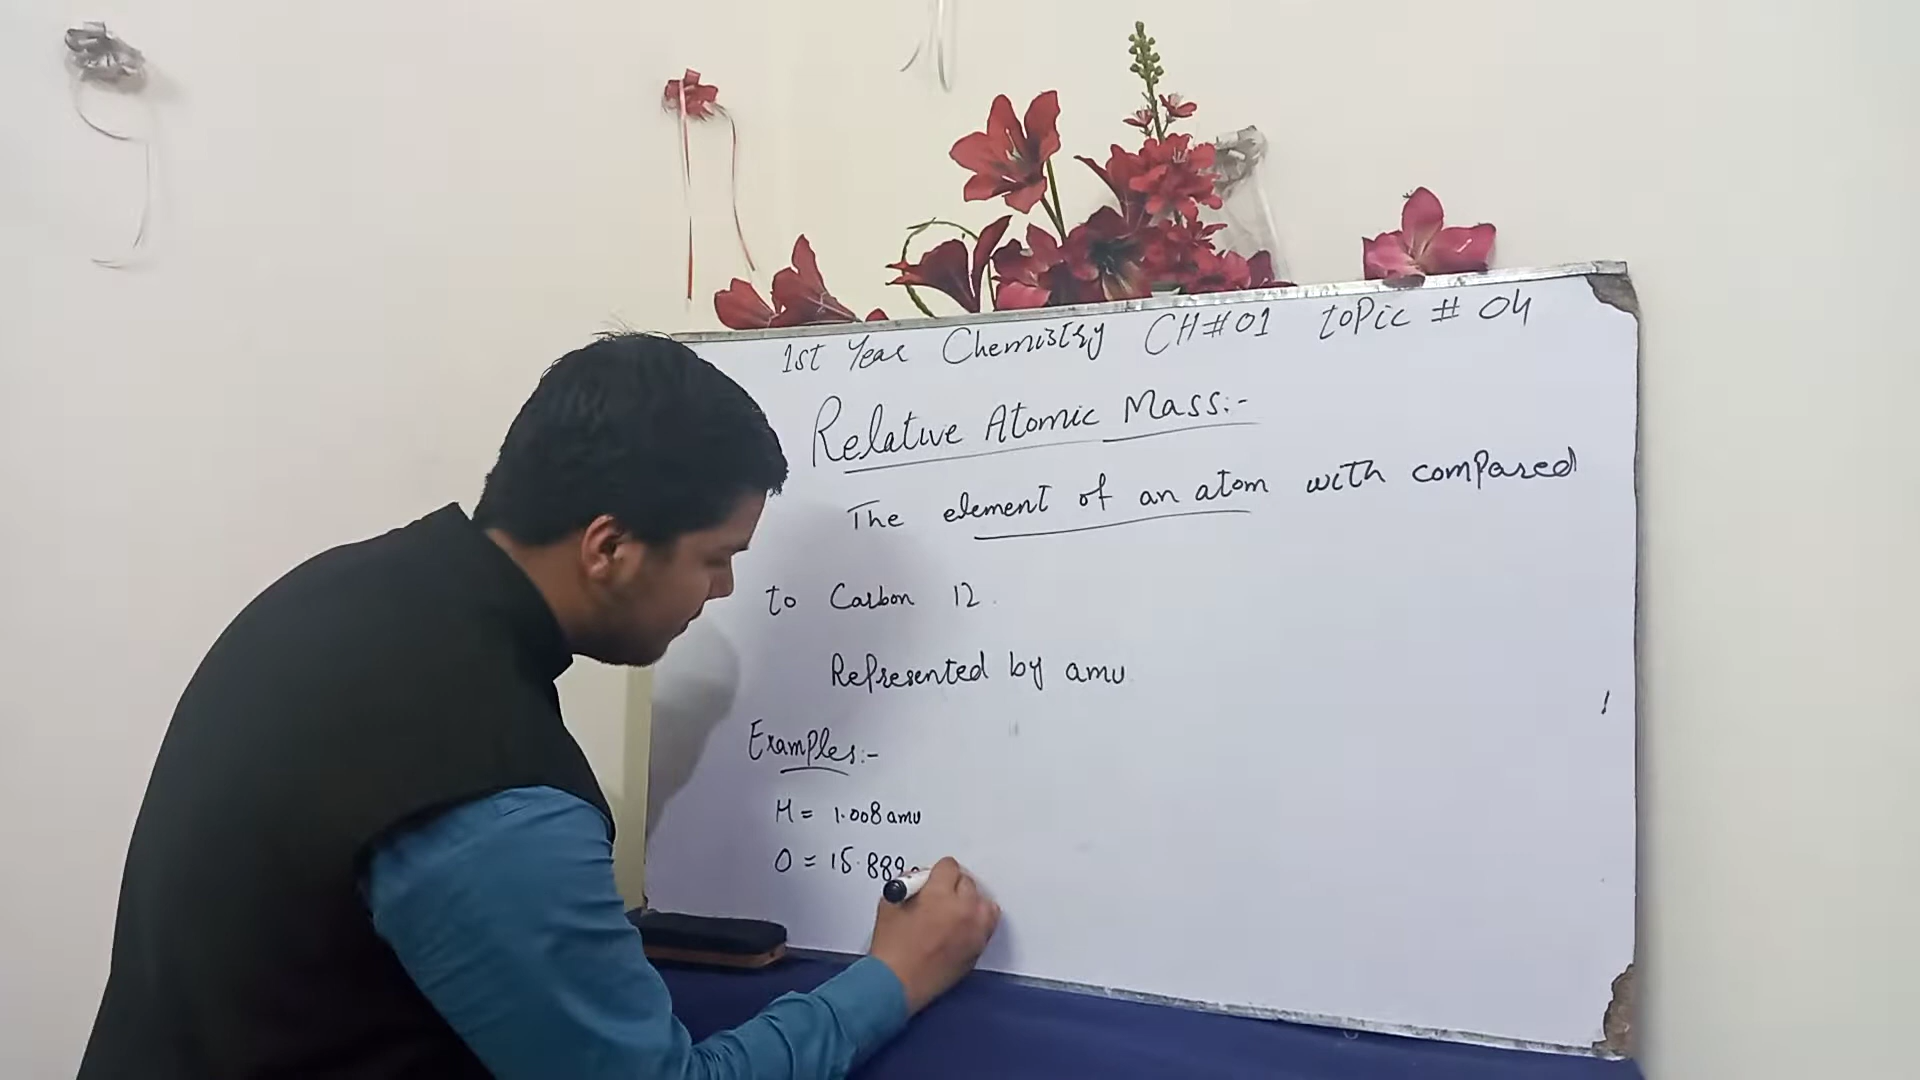 1st Year Chemistry CH#01 toPic # 04
Relative Atomic Mass:-
The element of an atom with compared
to Carbon 12.
Represented by amu
Examples:-
H = 1.008 amu
O = 15.889